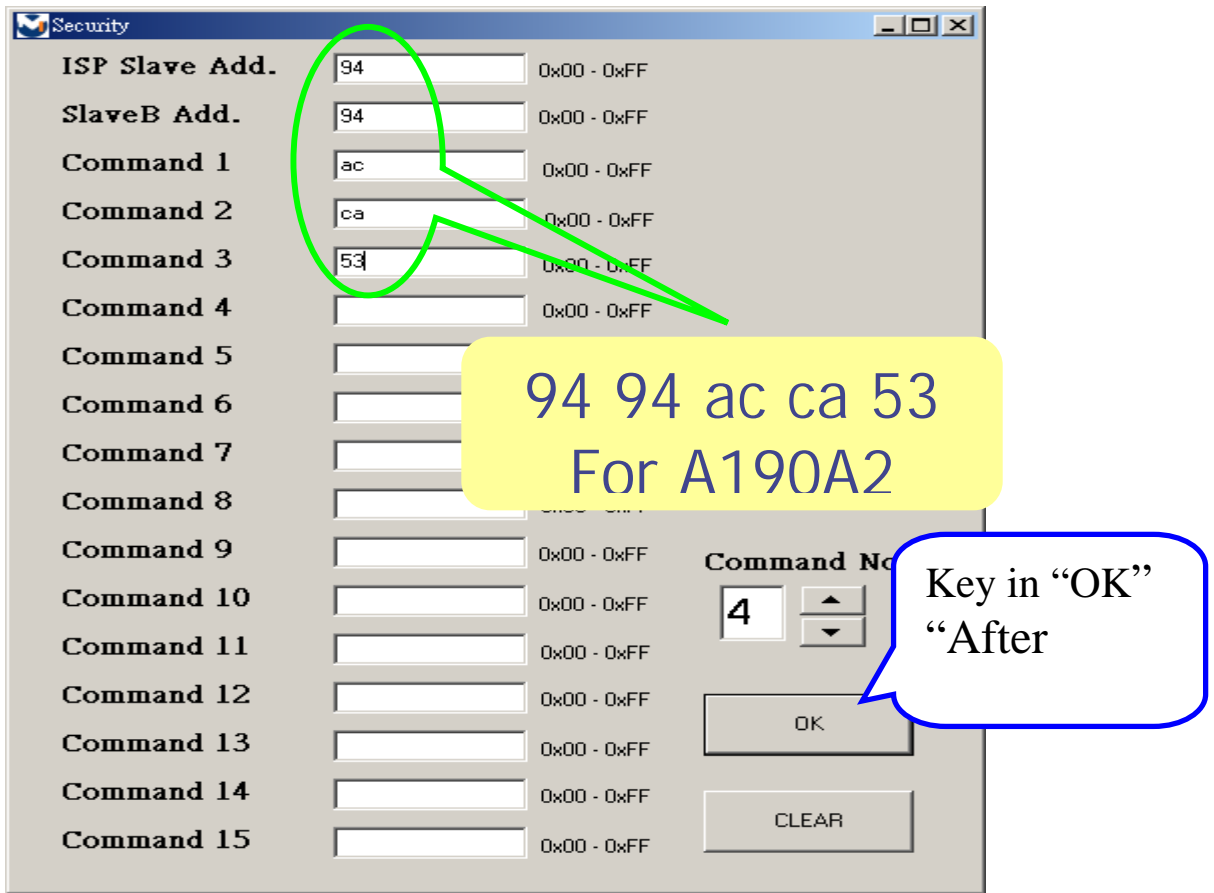 Security
ISP Slave Add. 94 0x00 - 0xFF
SlaveB Add. 94 0x00 - 0xFF
Command 1 ac 0x00 - 0xFF
Command 2 ca 0x00 - 0xFF
Command 3 53 0x00 - 0xFF
Command 4 0x00 - 0xFF
Command 5
Command 6
Command 7
Command 8
94 94 ac ca 53
For A190A2
Command 9 0x00 - 0xFF
Command 10 0x00 - 0xFF
Command 11 0x00 - 0xFF
Command 12 0x00 - 0xFF
Command 13 0x00 - 0xFF
Command 14 0x00 - 0xFF
Command 15 0x00 - 0xFF
Command No
4
Key in “OK”
“After
OK
CLEAR